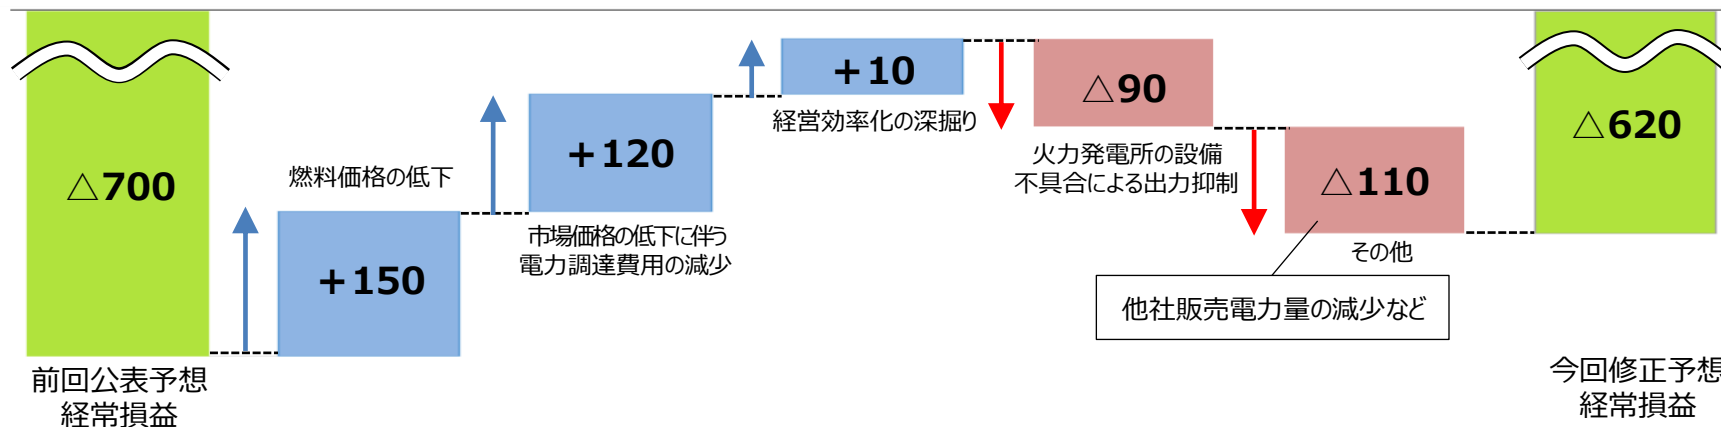 △700
前回公表予想
経常損益
燃料価格の低下
+150
+120
市場価格の低下に伴う
電力調達費用の減少
+10
経営効率化の深掘り
△90
火力発電所の設備
不具合による出力抑制
△110
その他
他社販売電力量の減少など
△620
今回修正予想
経常損益